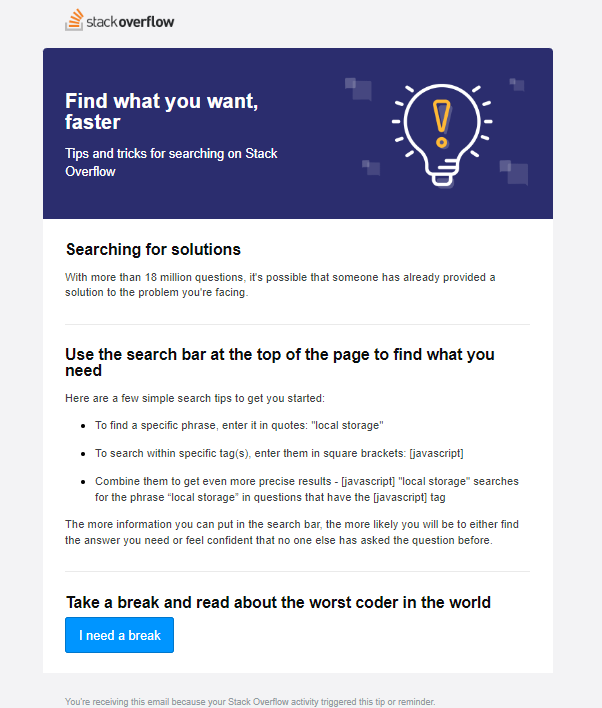 stackoverflow
Find what you want,
faster
Tips and tricks for searching on Stack
Overflow
Searching for solutions
With more than 18 million questions, it's possible that someone has already provided a
solution to the problem you're facing.
Use the search bar at the top of the page to find what you
need
Here are a few simple search tips to get you started:
• To find a specific phrase, enter it in quotes: "local storage"
• To search within specific tag(s), enter them in square brackets: [javascript]
• Combine them to get even more precise results - [javascript] "local storage" searches
for the phrase “local storage” in questions that have the [javascript] tag
The more information you can put in the search bar, the more likely you will be to either find
the answer you need or feel confident that no one else has asked the question before.
Take a break and read about the worst coder in the world
I need a break
You're receiving this email because your Stack Overflow activity triggered this tip or reminder.